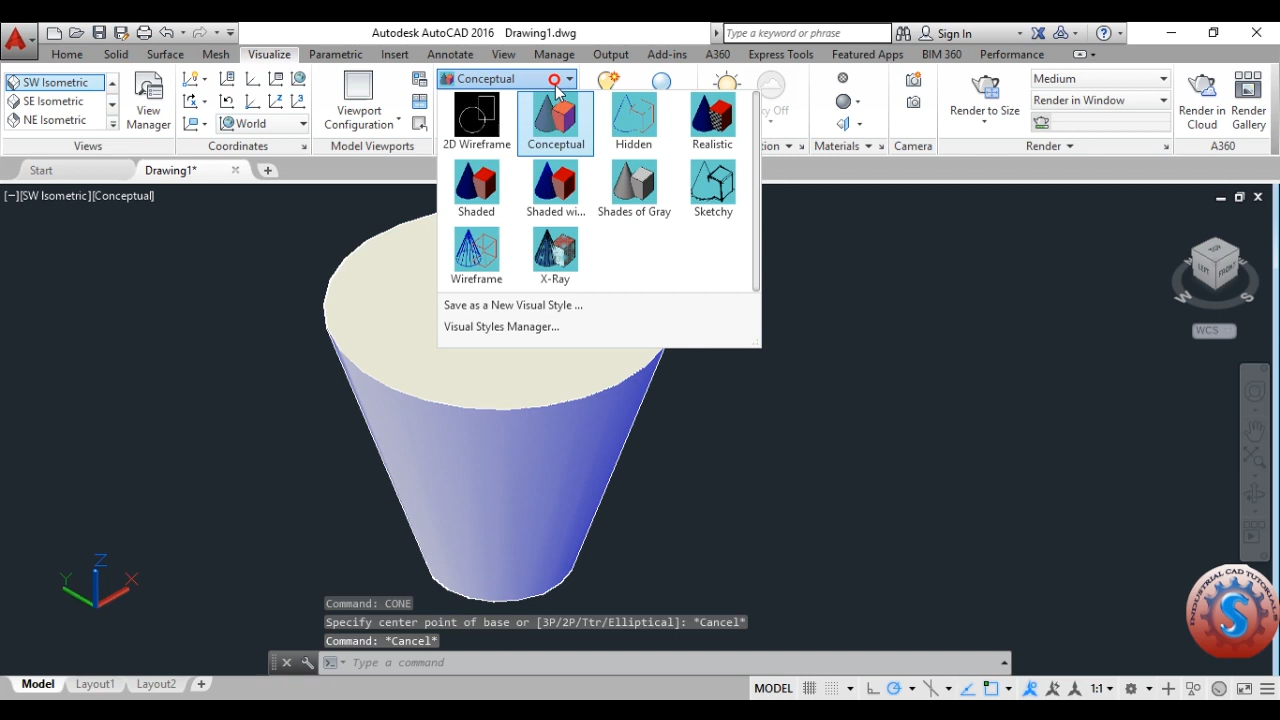 Autodesk AutoCAD 2016 Drawing1.dwg
Type a keyword or phrase
Sign In
Home Solid Surface Mesh Visualize Parametric Insert Annotate View Manage Output Add-ins A360 Express Tools Featured Apps BIM 360 Performance
SW Isometric
SE Isometric
NE Isometric
View
Manager
World
Viewport
Configuration
Conceptual
Render to Size
Medium
Render in Window
Render in
Cloud
Render
Gallery
Views
Coordinates
Model Viewports
Materials
Camera
Render
A360
2D Wireframe Conceptual Hidden Realistic
Shaded Shaded wi... Shades of Gray Sketchy
Wireframe X-Ray
Save as a New Visual Style ...
Visual Styles Manager...
Start Drawing1*
[−][SW Isometric][Conceptual]
TOP
LEFT FRONT
W S
WCS
Z
Y X
Command: CONE
Specify center point of base or [3P/2P/Ttr/Elliptical]: *Cancel*
Command: *Cancel*
Type a command
INDUSTRIAL CAD TUTORIALS
S
Model Layout1 Layout2
MODEL
1:1